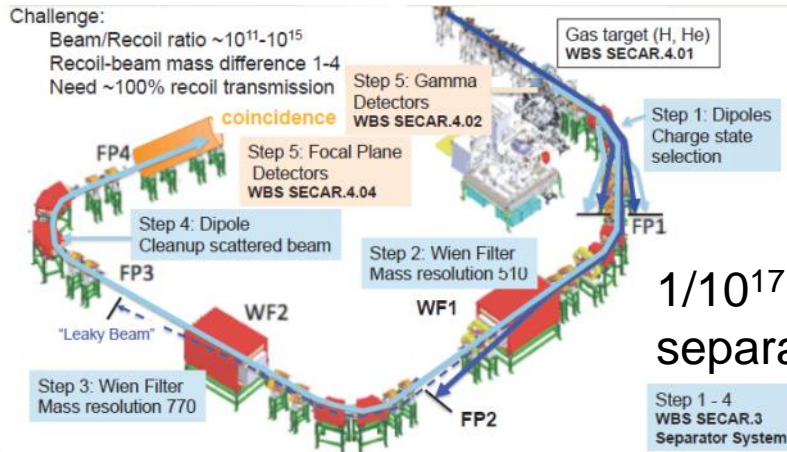 Challenge:
Beam/Recoil ratio ~10¹¹-10¹⁵
Recoil-beam mass difference 1-4
Need ~100% recoil transmission
Gas target (H, He)
WBS SECAR.4.01
Step 5: Gamma
Detectors
WBS SECAR.4.02
coincidence
Step 1: Dipoles
Charge state
selection
FP4
Step 5: Focal Plane
Detectors
WBS SECAR.4.04
FP1
Step 4: Dipole
Cleanup scattered beam
Step 2: Wien Filter
Mass resolution 510
FP3
WF2
WF1
1/10¹⁷
separa
"Leaky Beam"
Step 3: Wien Filter
Mass resolution 770
FP2
Step 1 - 4
WBS SECAR.3
Separator System